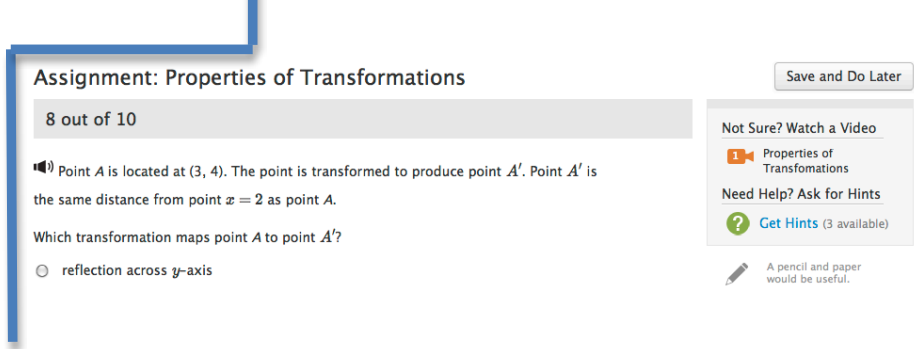 Assignment: Properties of Transformations
Save and Do Later
8 out of 10
Point A is located at (3, 4). The point is transformed to produce point A′. Point A′ is
the same distance from point x = 2 as point A.
Which transformation maps point A to point A′?
reflection across y-axis
Not Sure? Watch a Video
1
Properties of
Transfomations
Need Help? Ask for Hints
? Get Hints (3 available)
A pencil and paper
would be useful.